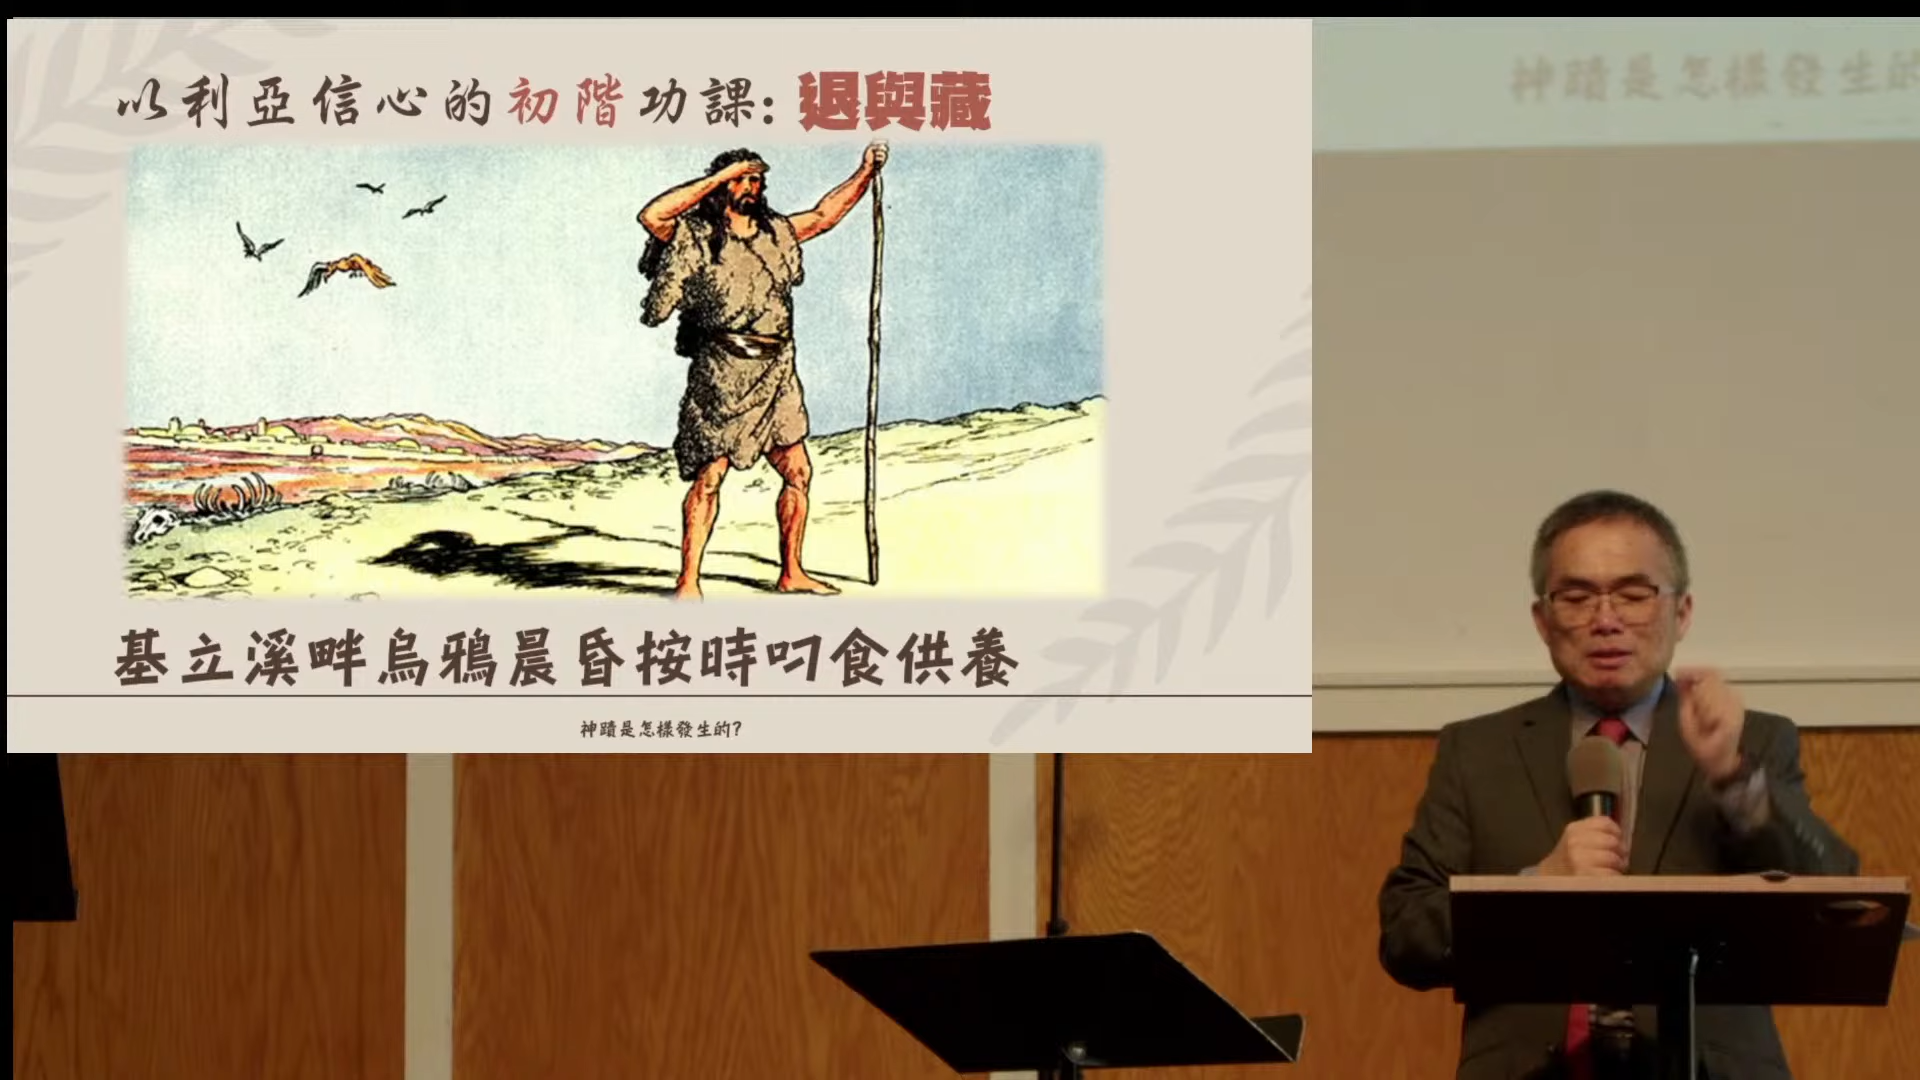 以利亞信心的初階功課: 退與藏
基立溪畔烏鴉晨昏按時叼食供養
神蹟是怎樣發生的?
神蹟是怎樣發生的